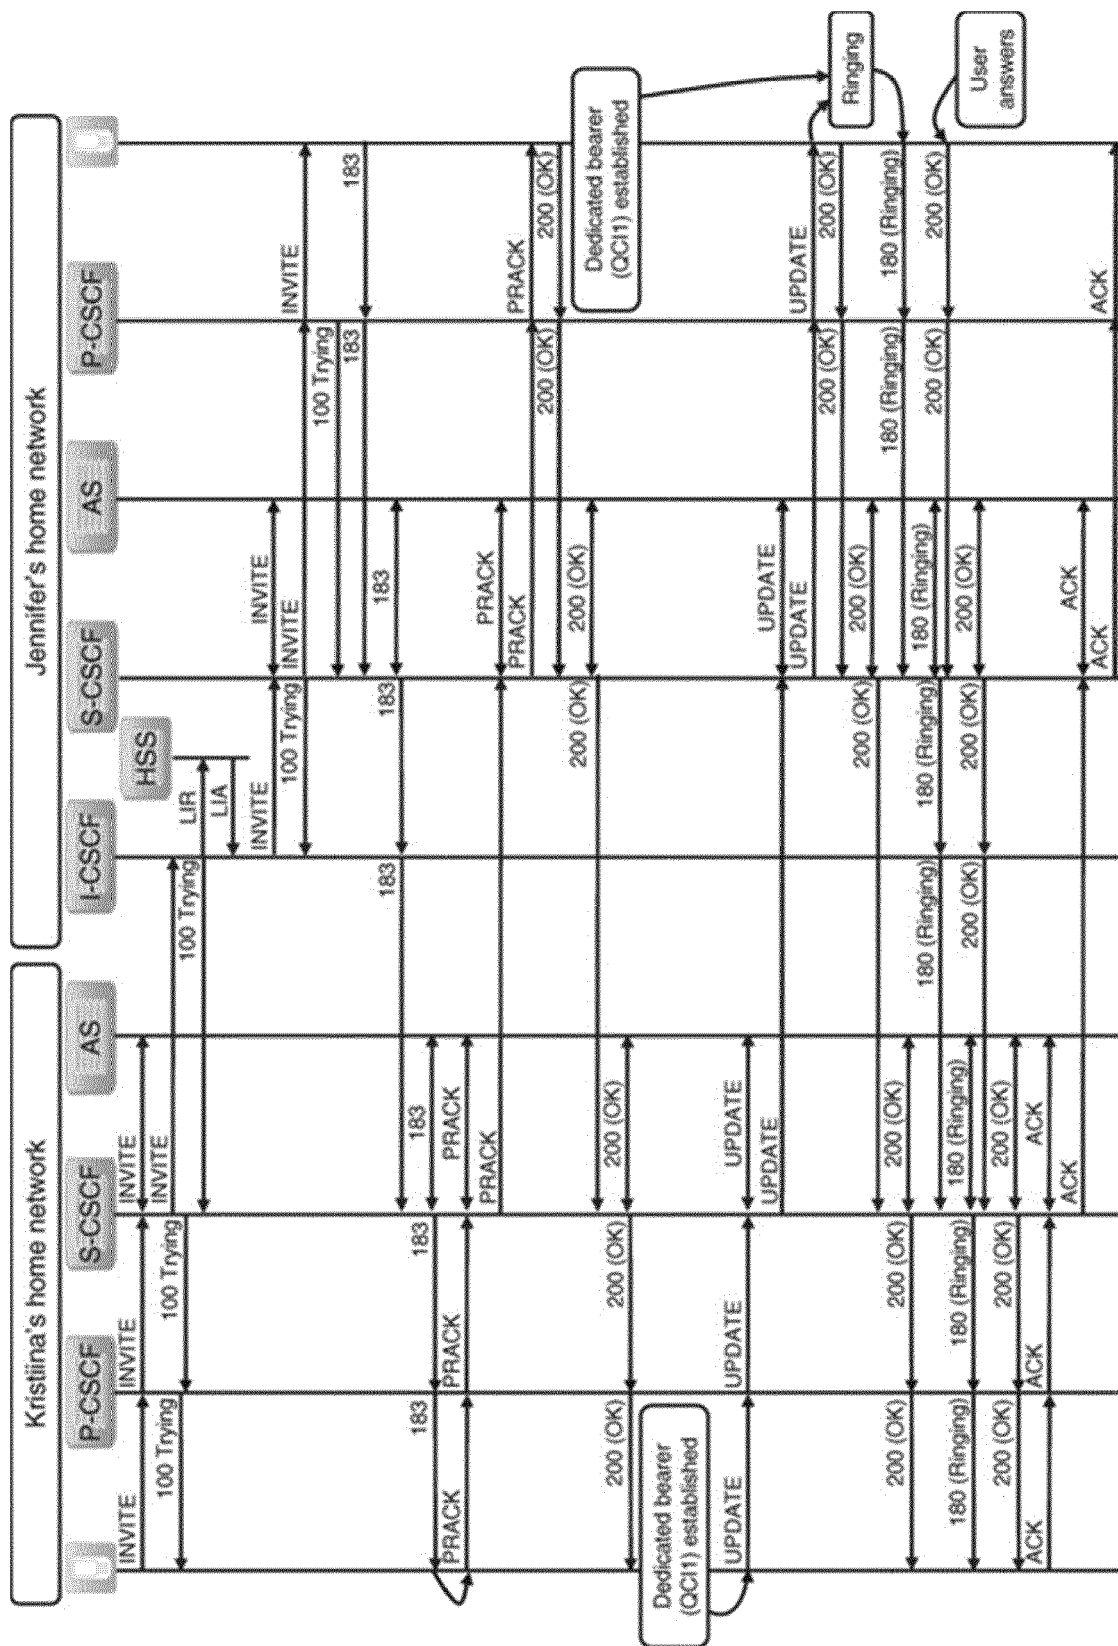 Kristiina's home network
Jennifer's home network
P-CSCF
S-CSCF
AS
I-CSCF
S-CSCF
AS
P-CSCF
HSS
INVITE
INVITE
INVITE
INVITE
100 Trying
100 Trying
100 Trying
LIR
LIA
INVITE
INVITE
100 Trying
INVITE
INVITE
100 Trying
183
183
183
183
183
183
183
183
PRACK
PRACK
PRACK
PRACK
PRACK
PRACK
PRACK
200 (OK)
200 (OK)
200 (OK)
200 (OK)
Dedicated bearer
(QCI1) established
200 (OK)
200 (OK)
200 (OK)
Dedicated bearer
(QCI1) established
UPDATE
UPDATE
UPDATE
UPDATE
UPDATE
UPDATE
UPDATE
200 (OK)
200 (OK)
Ringing
200 (OK)
200 (OK)
180 (Ringing)
180 (Ringing)
200 (OK)
200 (OK)
200 (OK)
180 (Ringing)
180 (Ringing)
180 (Ringing)
200 (OK)
200 (OK)
User
answers
180 (Ringing)
180 (Ringing)
180 (Ringing)
200 (OK)
200 (OK)
200 (OK)
200 (OK)
200 (OK)
200 (OK)
ACK
ACK
ACK
ACK
ACK
ACK
ACK